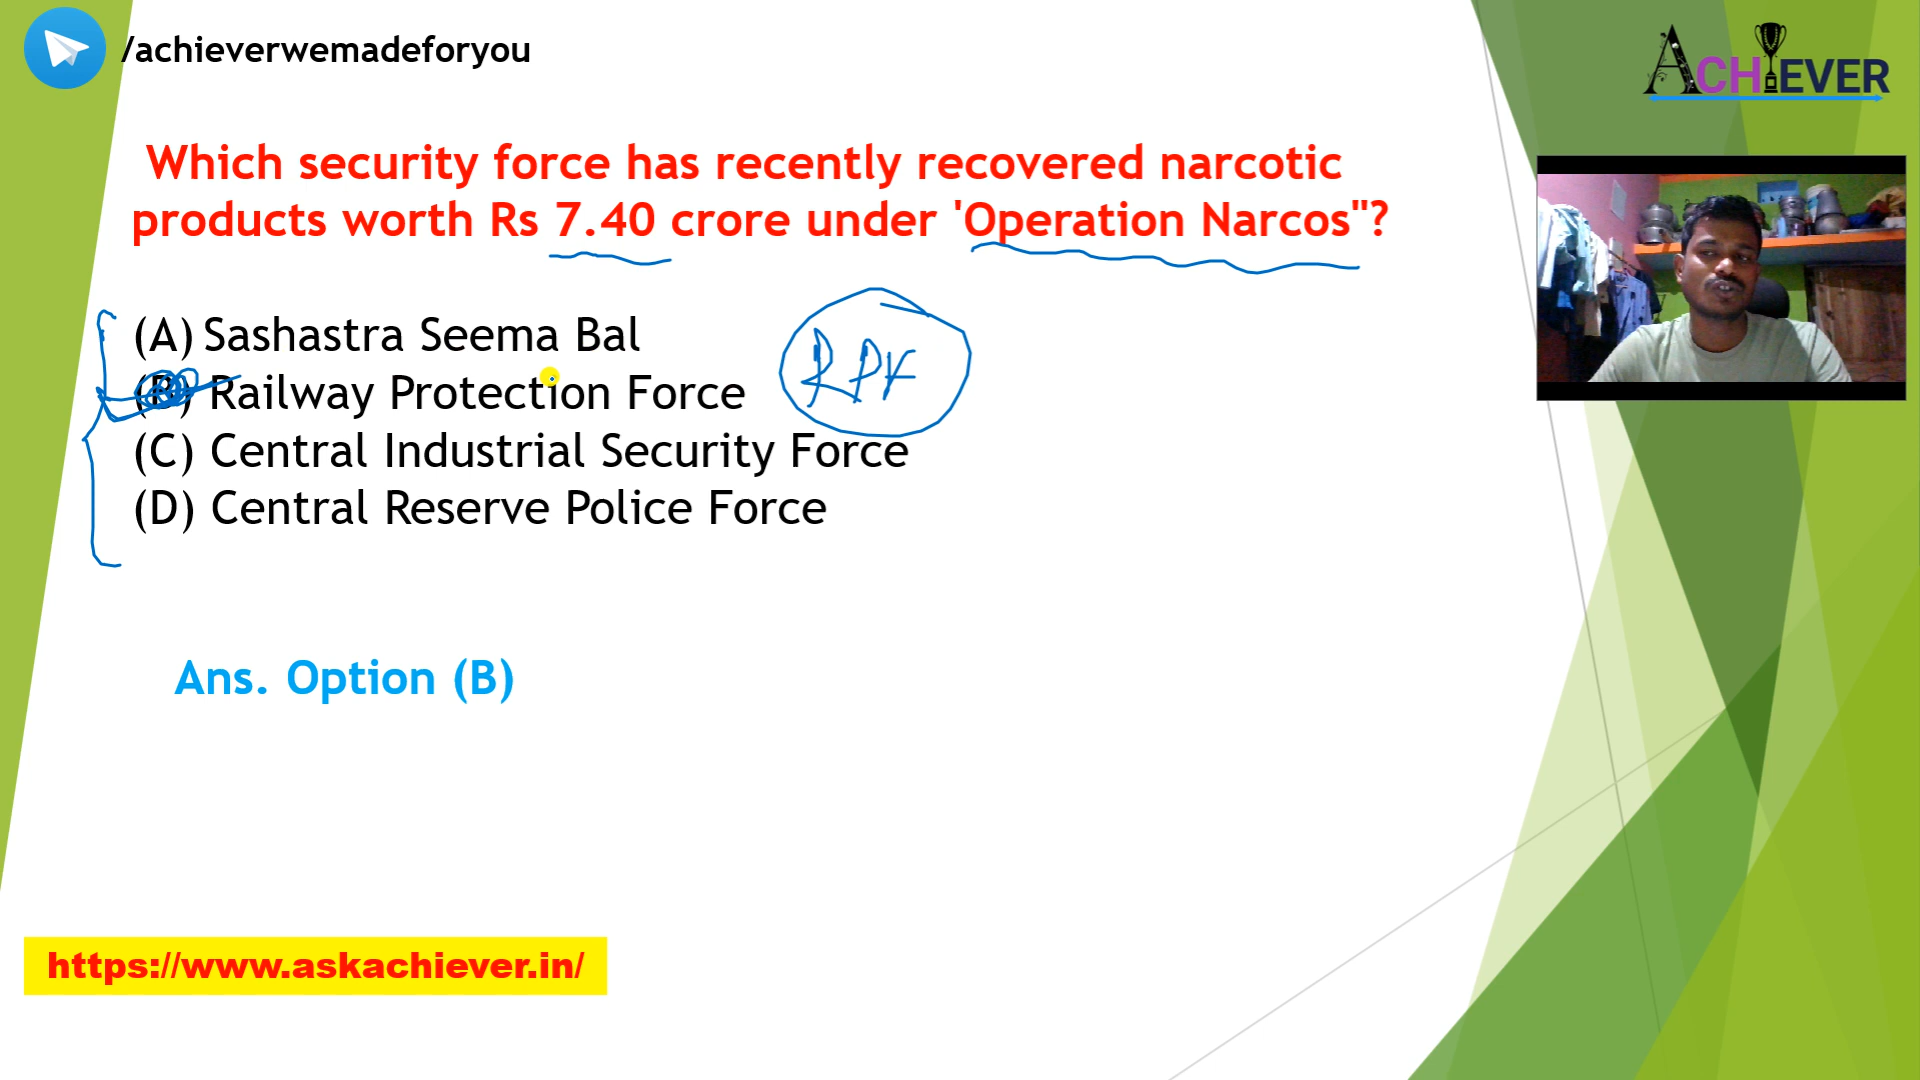 /achieverwemadeforyou
ACHIEVER
Which security force has recently recovered narcotic
products worth Rs 7.40 crore under 'Operation Narcos"?
(A) Sashastra Seema Bal
(B) Railway Protection Force
RPF
(C) Central Industrial Security Force
(D) Central Reserve Police Force
Ans. Option (B)
https://www.askachiever.in/